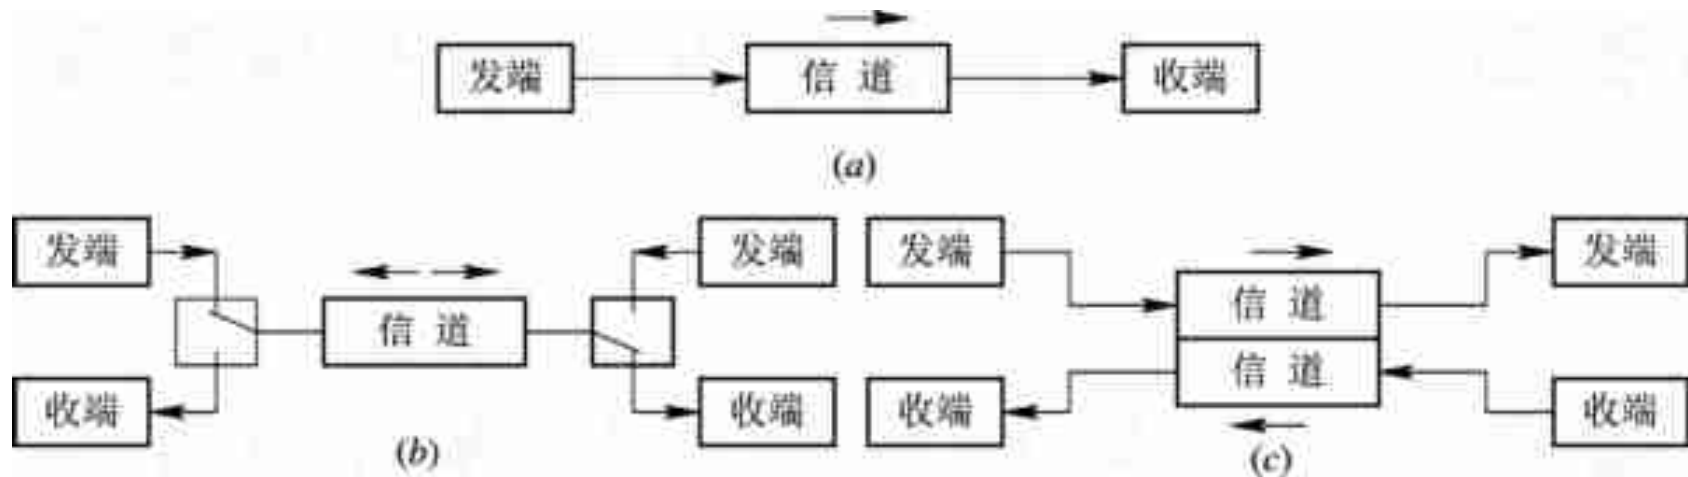 发端 信 道 收端
(a)
发端 发端
信 道
收端 收端
(b)
发端 发端
信 道
信 道
收端 收端
(c)